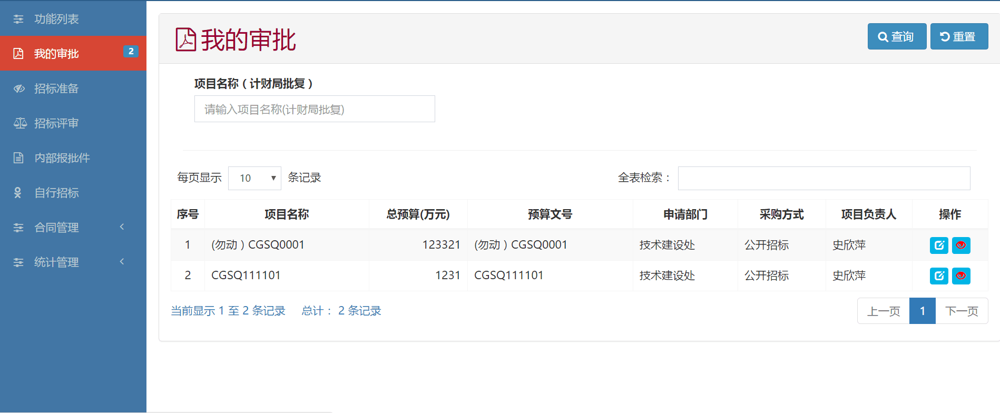 功能列表
我的审批 2
招标准备
招标评审
内部报批件
自行招标
合同管理
统计管理
我的审批
查询 重置
项目名称（计财局批复）
请输入项目名称(计财局批复)
每页显示 10 条记录 全表检索：
序号 项目名称 总预算(万元) 预算文号 申请部门 采购方式 项目负责人 操作
1 (勿动）CGSQ0001 123321 (勿动）CGSQ0001 技术建设处 公开招标 史欣萍
2 CGSQ111101 1231 CGSQ111101 技术建设处 公开招标 史欣萍
当前显示 1 至 2 条记录 总计： 2 条记录 上一页 1 下一页